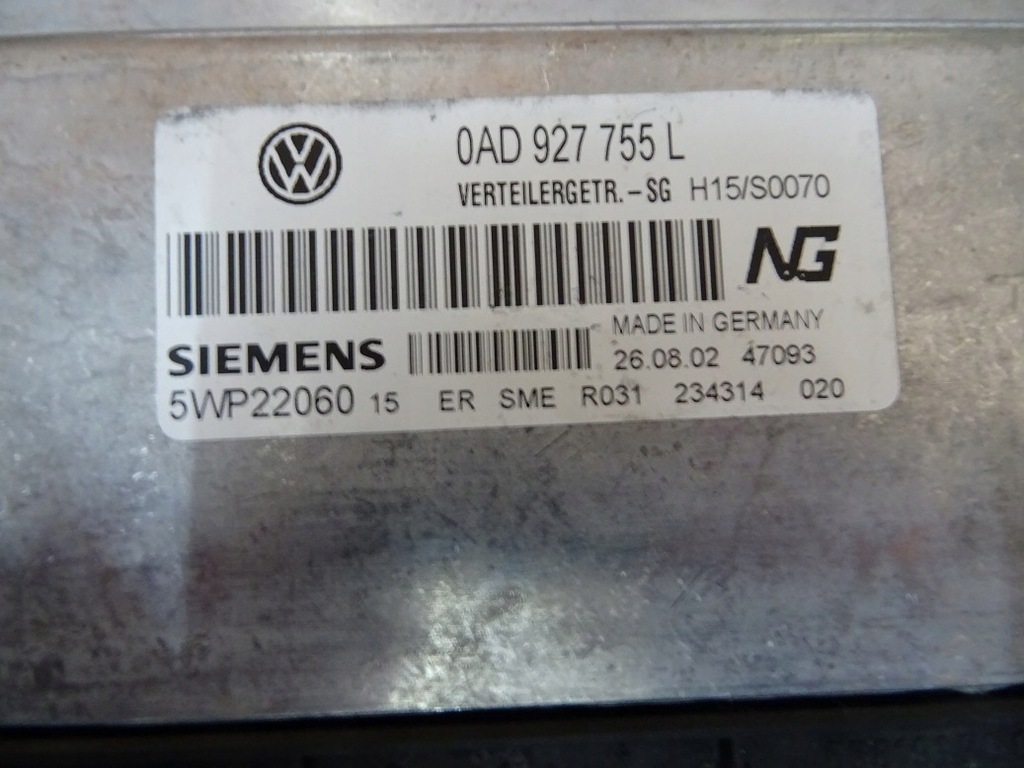 0AD 927 755 L
VERTEILERGETR.-SG H15/S0070
NG
MADE IN GERMANY
SIEMENS 26.08.02 47093
5WP22060 15 ER SME R031 234314 020